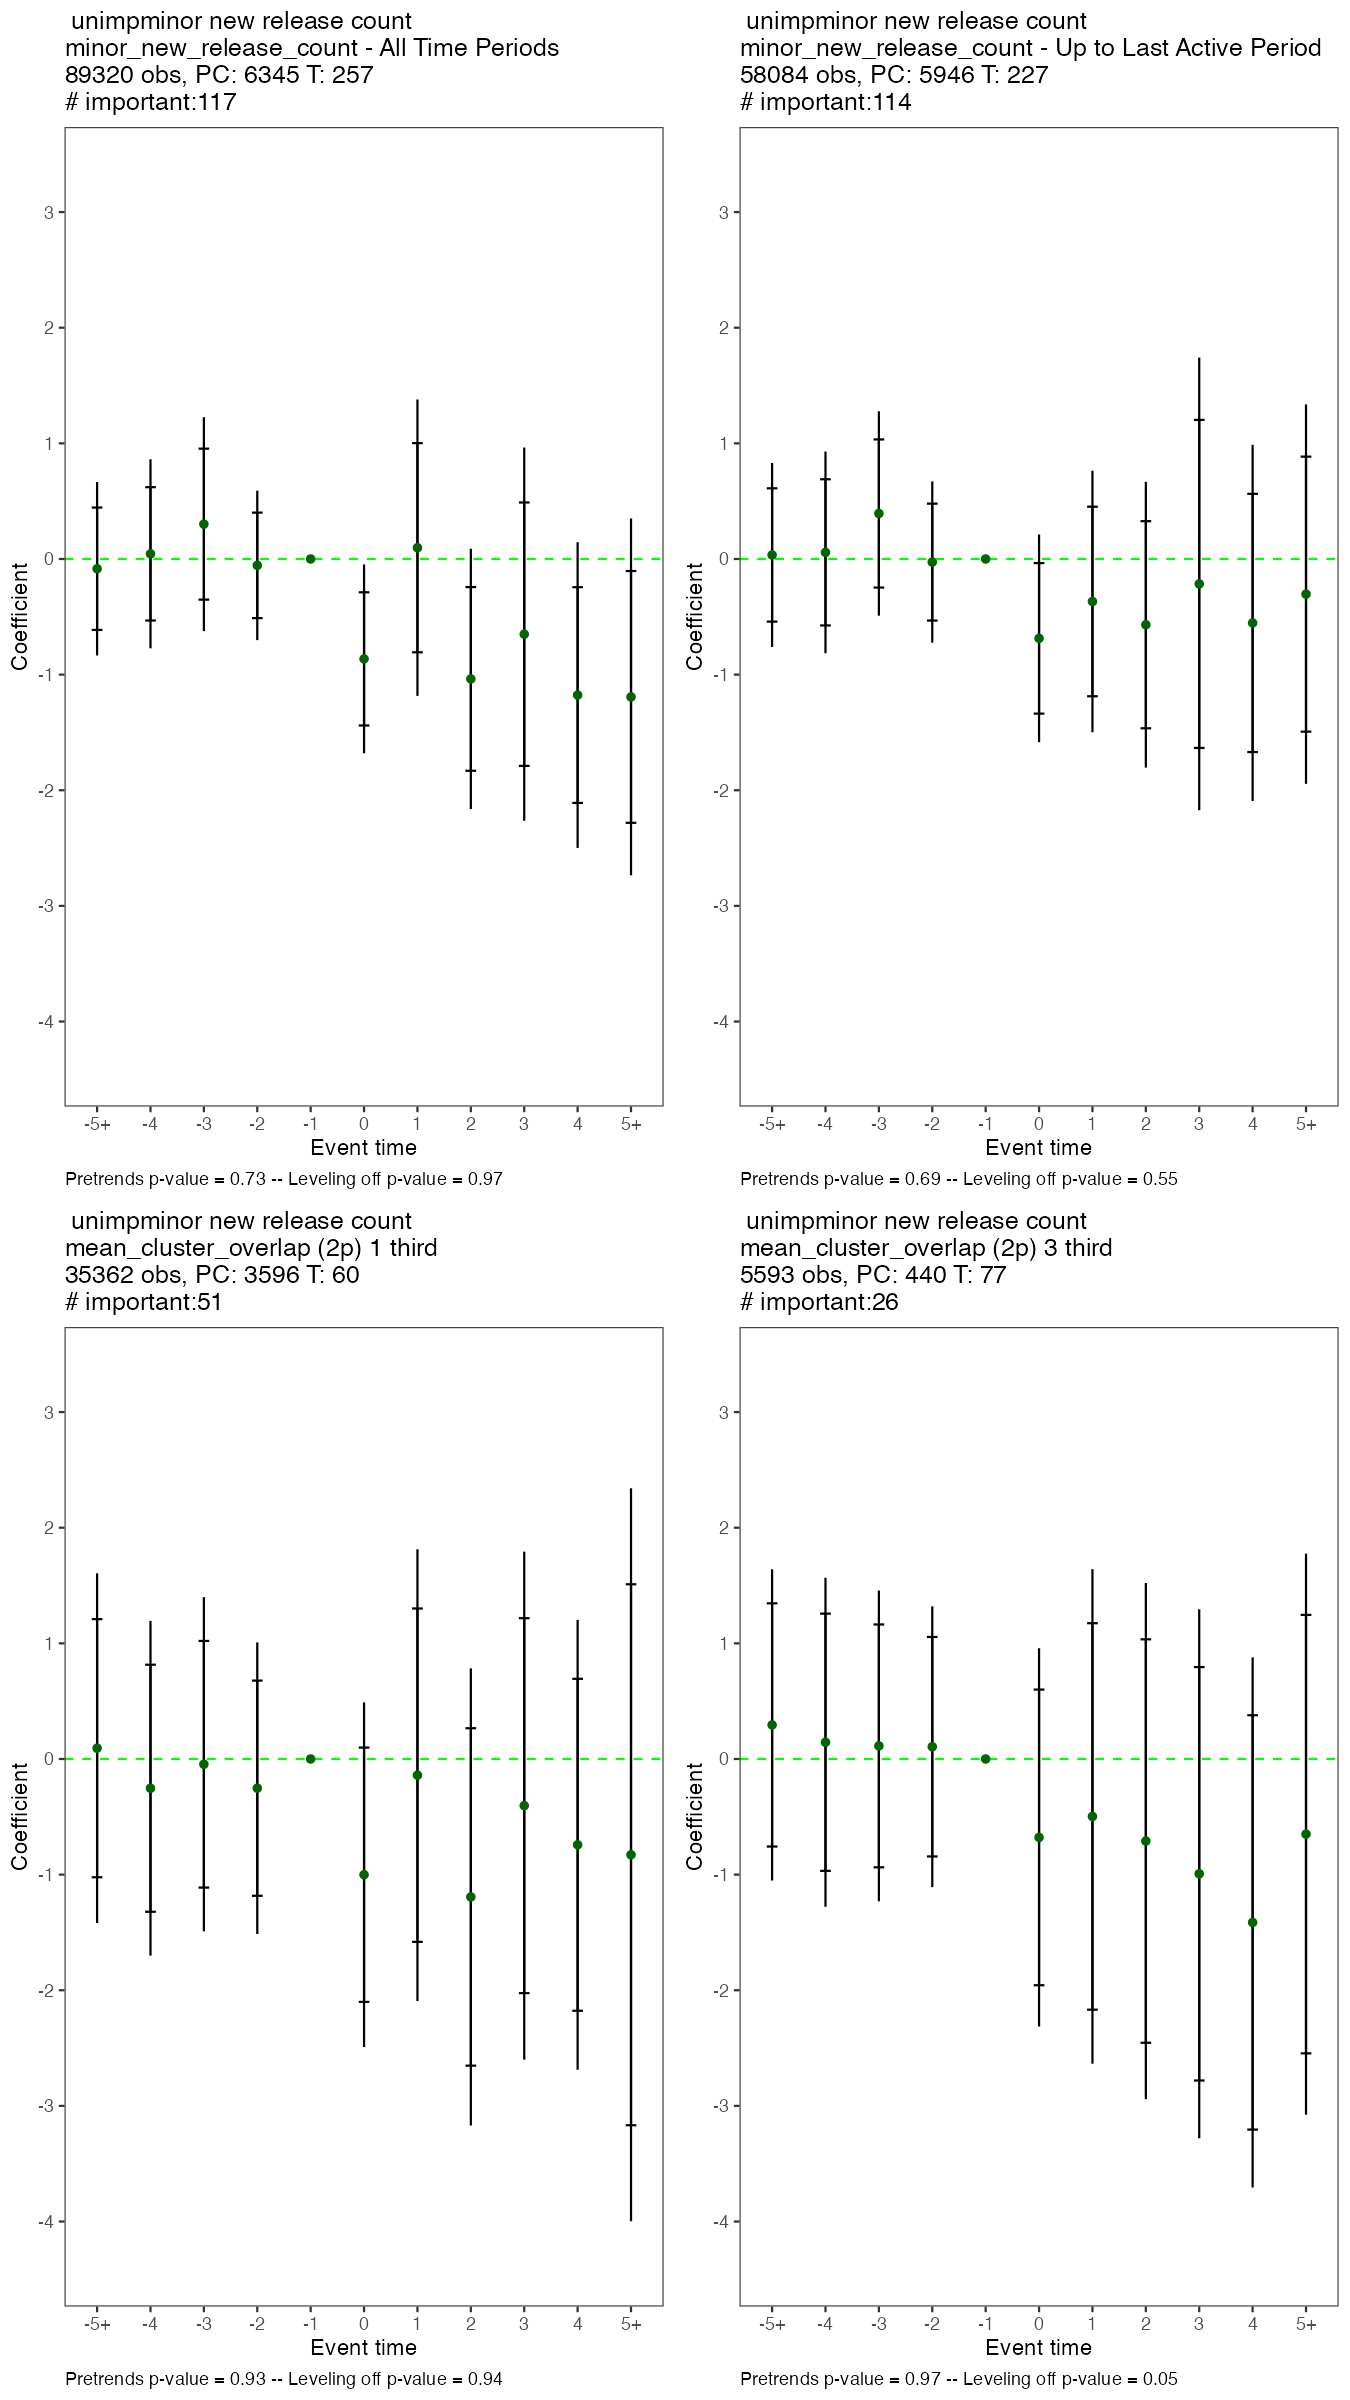 unimpminor new release count
minor_new_release_count - All Time Periods
89320 obs, PC: 6345 T: 257
# important:117
3
2
1
0
-1
-2
-3
-4
Coefficient
-5+ -4 -3 -2 -1 0 1 2 3 4 5+
Event time
Pretrends p-value = 0.73 -- Leveling off p-value = 0.97
unimpminor new release count
minor_new_release_count - Up to Last Active Period
58084 obs, PC: 5946 T: 227
# important:114
3
2
1
0
-1
-2
-3
-4
Coefficient
-5+ -4 -3 -2 -1 0 1 2 3 4 5+
Event time
Pretrends p-value = 0.69 -- Leveling off p-value = 0.55
unimpminor new release count
mean_cluster_overlap (2p) 1 third
35362 obs, PC: 3596 T: 60
# important:51
3
2
1
0
-1
-2
-3
-4
Coefficient
-5+ -4 -3 -2 -1 0 1 2 3 4 5+
Event time
Pretrends p-value = 0.93 -- Leveling off p-value = 0.94
unimpminor new release count
mean_cluster_overlap (2p) 3 third
5593 obs, PC: 440 T: 77
# important:26
3
2
1
0
-1
-2
-3
-4
Coefficient
-5+ -4 -3 -2 -1 0 1 2 3 4 5+
Event time
Pretrends p-value = 0.97 -- Leveling off p-value = 0.05